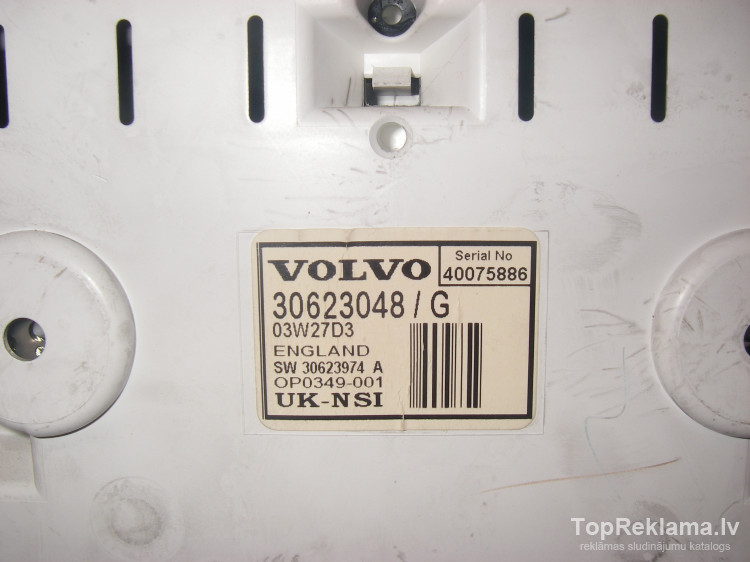 VOLVO
Serial No
40075886
30623048 / G
03W27D3
ENGLAND
SW 30623974 A
OP0349-001
UK-NSI
TopReklama.lv
reklāmas sludinājumu katalogs